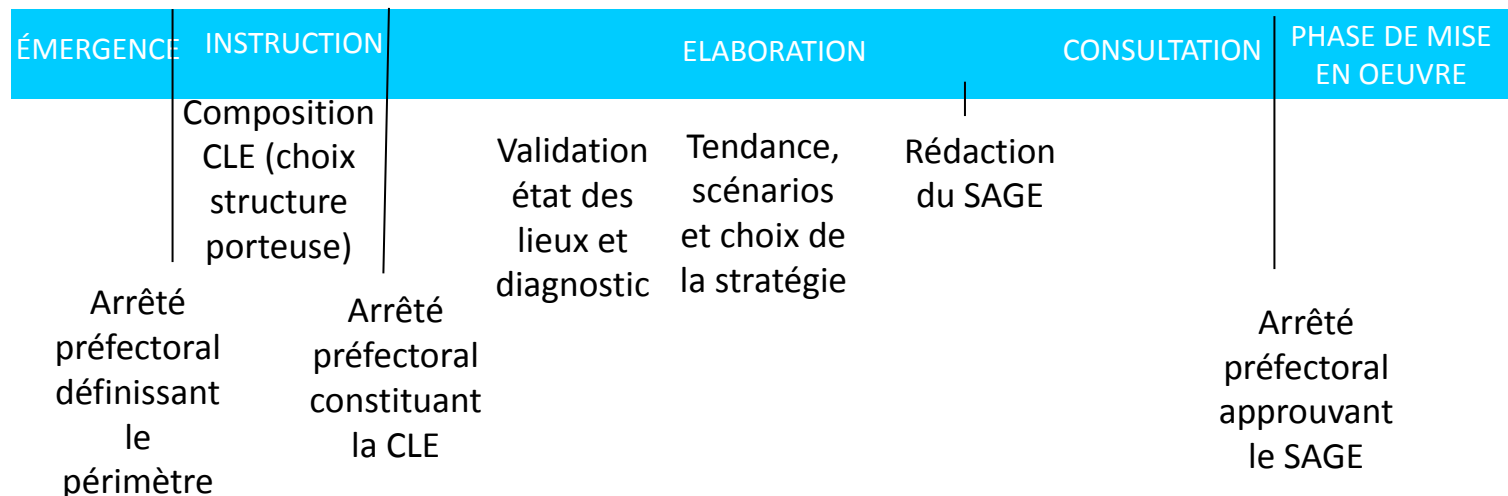 ÉMERGENCE
INSTRUCTION
ELABORATION
CONSULTATION
PHASE DE MISE
EN OEUVRE
Composition
CLE (choix
structure
porteuse)
Validation
état des
lieux et
diagnostic
Tendance,
scénarios
et choix de
la stratégie
Rédaction
du SAGE
Arrêté
préfectoral
définissant
le
périmètre
Arrêté
préfectoral
constituant
la CLE
Arrêté
préfectoral
approuvant
le SAGE